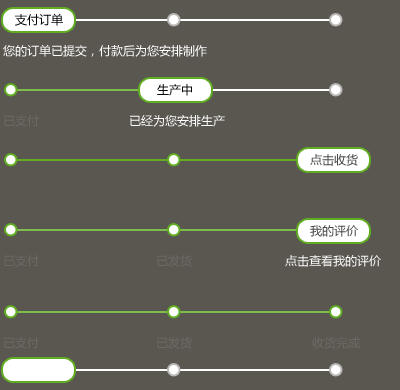 支付订单
您的订单已提交，付款后为您安排制作
生产中
已支付 已经为您安排生产
点击收货
我的评价
已支付 已发货 点击查看我的评价
已支付 已发货 收货完成